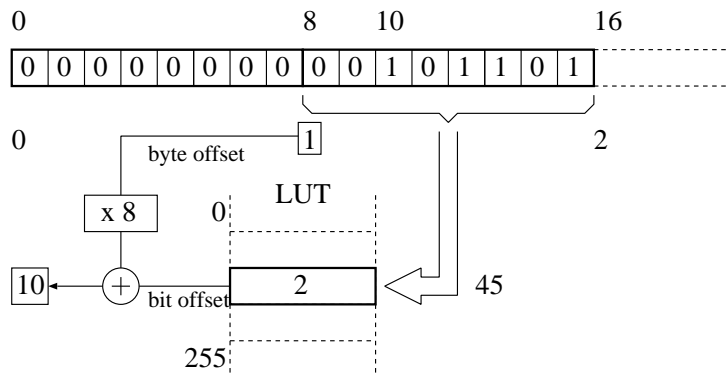 0 8 10 16
0 0 0 0 0 0 0 0 0 0 1 0 1 1 0 1
0 1 2
byte offset
LUT
x 8 0
10 + bit offset 2 45
255